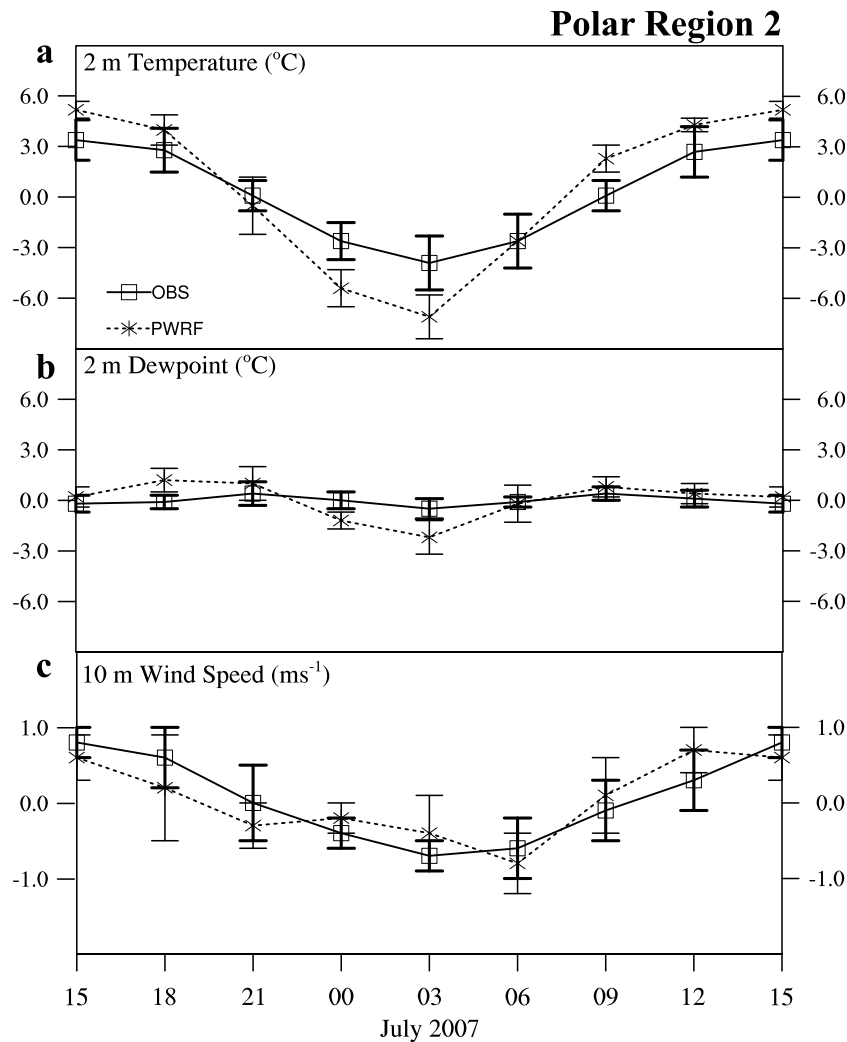 Polar Region 2
a
2 m Temperature (°C)
6.0 6.0
3.0 3.0
0.0 0.0
-3.0 -3.0
-6.0 -6.0
OBS
PWRF
b
2 m Dewpoint (°C)
6.0 6.0
3.0 3.0
0.0 0.0
-3.0 -3.0
-6.0 -6.0
c
10 m Wind Speed (ms⁻¹)
1.0 1.0
0.0 0.0
-1.0 -1.0
15 18 21 00 03 06 09 12 15
July 2007